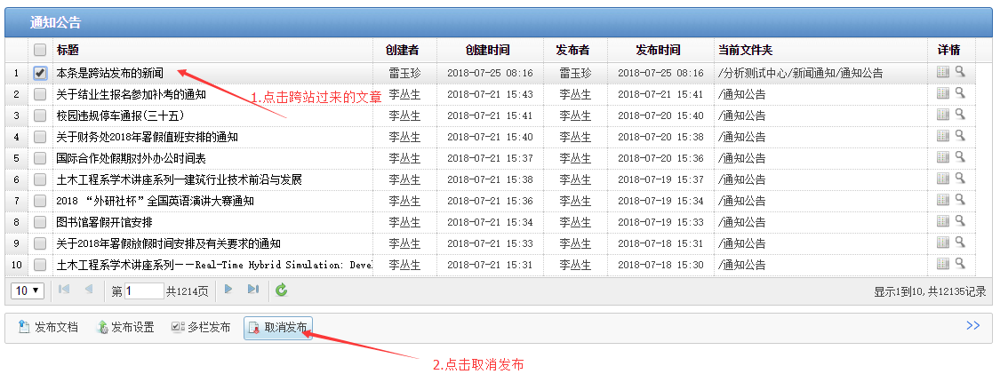 通知公告
标题 创建者 创建时间 发布者 发布时间 当前文件夹 详情
1 本条是跨站发布的新闻 雷玉珍 2018-07-25 08:16 雷玉珍 2018-07-25 08:16 /分析测试中心/新闻通知/通知公告
2 关于结业生报名参加补考的通知 李丛生 2018-07-21 15:43 李丛生 2018-07-21 15:41 /通知公告
1.点击跨站过来的文章
3 校园违规停车通报(三十五) 李丛生 2018-07-21 15:41 李丛生 2018-07-20 15:40 /通知公告
4 关于财务处2018年暑假值班安排的通知 李丛生 2018-07-21 15:40 李丛生 2018-07-20 15:38 /通知公告
5 国际合作处假期对外办公时间表 李丛生 2018-07-21 15:37 李丛生 2018-07-20 15:36 /通知公告
6 土木工程系学术讲座系列—建筑行业技术前沿与发展 李丛生 2018-07-21 15:38 李丛生 2018-07-19 15:37 /通知公告
7 2018 “外研社杯”全国英语演讲大赛通知 李丛生 2018-07-21 15:36 李丛生 2018-07-19 15:34 /通知公告
8 图书馆暑假开馆安排 李丛生 2018-07-21 15:34 李丛生 2018-07-19 15:33 /通知公告
9 关于2018年暑假放假时间安排及有关要求的通知 李丛生 2018-07-21 15:33 李丛生 2018-07-18 15:31 /通知公告
10 土木工程系学术讲座系列——Real-Time Hybrid Simulation: Deve 李丛生 2018-07-21 15:31 李丛生 2018-07-18 15:30 /通知公告
10 第 1 共1214页 显示1到10,共12135记录
发布文档 发布设置 多栏发布 取消发布 >>
2.点击取消发布